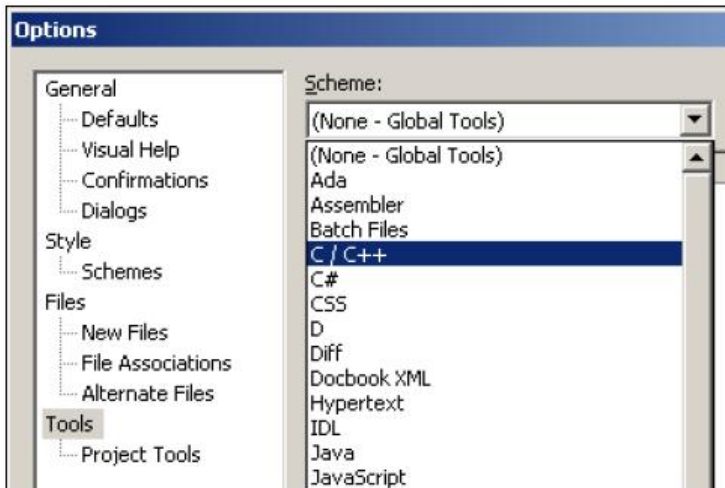 Options
General
Defaults
Visual Help
Confirmations
Dialogs
Style
Schemes
Files
New Files
File Associations
Alternate Files
Tools
Project Tools
Scheme:
(None - Global Tools)
(None - Global Tools)
Ada
Assembler
Batch Files
C / C++
C#
CSS
D
Diff
Docbook XML
Hypertext
IDL
Java
JavaScript